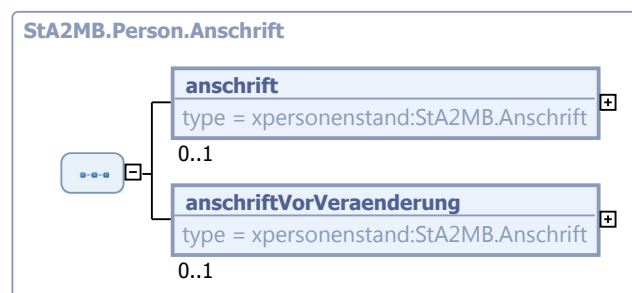 StA2MB.Person.Anschrift
anschrift
type = xpersonenstand:StA2MB.Anschrift
0..1
anschriftVorVeraenderung
type = xpersonenstand:StA2MB.Anschrift
0..1